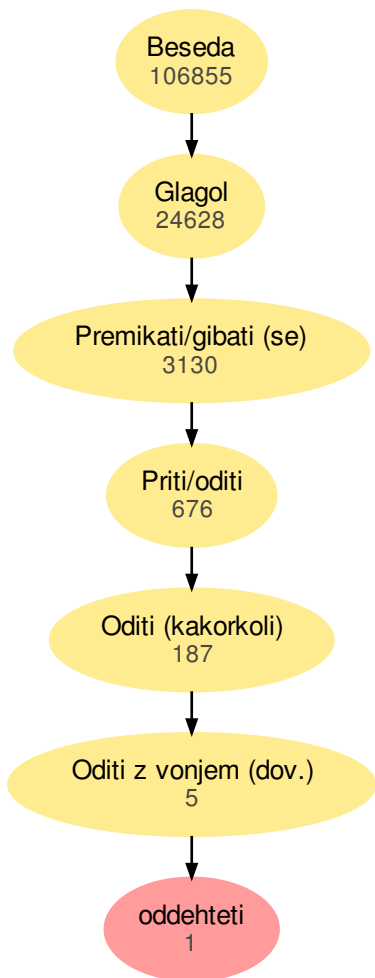 Beseda
106855
Glagol
24628
Premikati/gibati (se)
3130
Priti/oditi
676
Oditi (kakorkoli)
187
Oditi z vonjem (dov.)
5
oddehteti
1